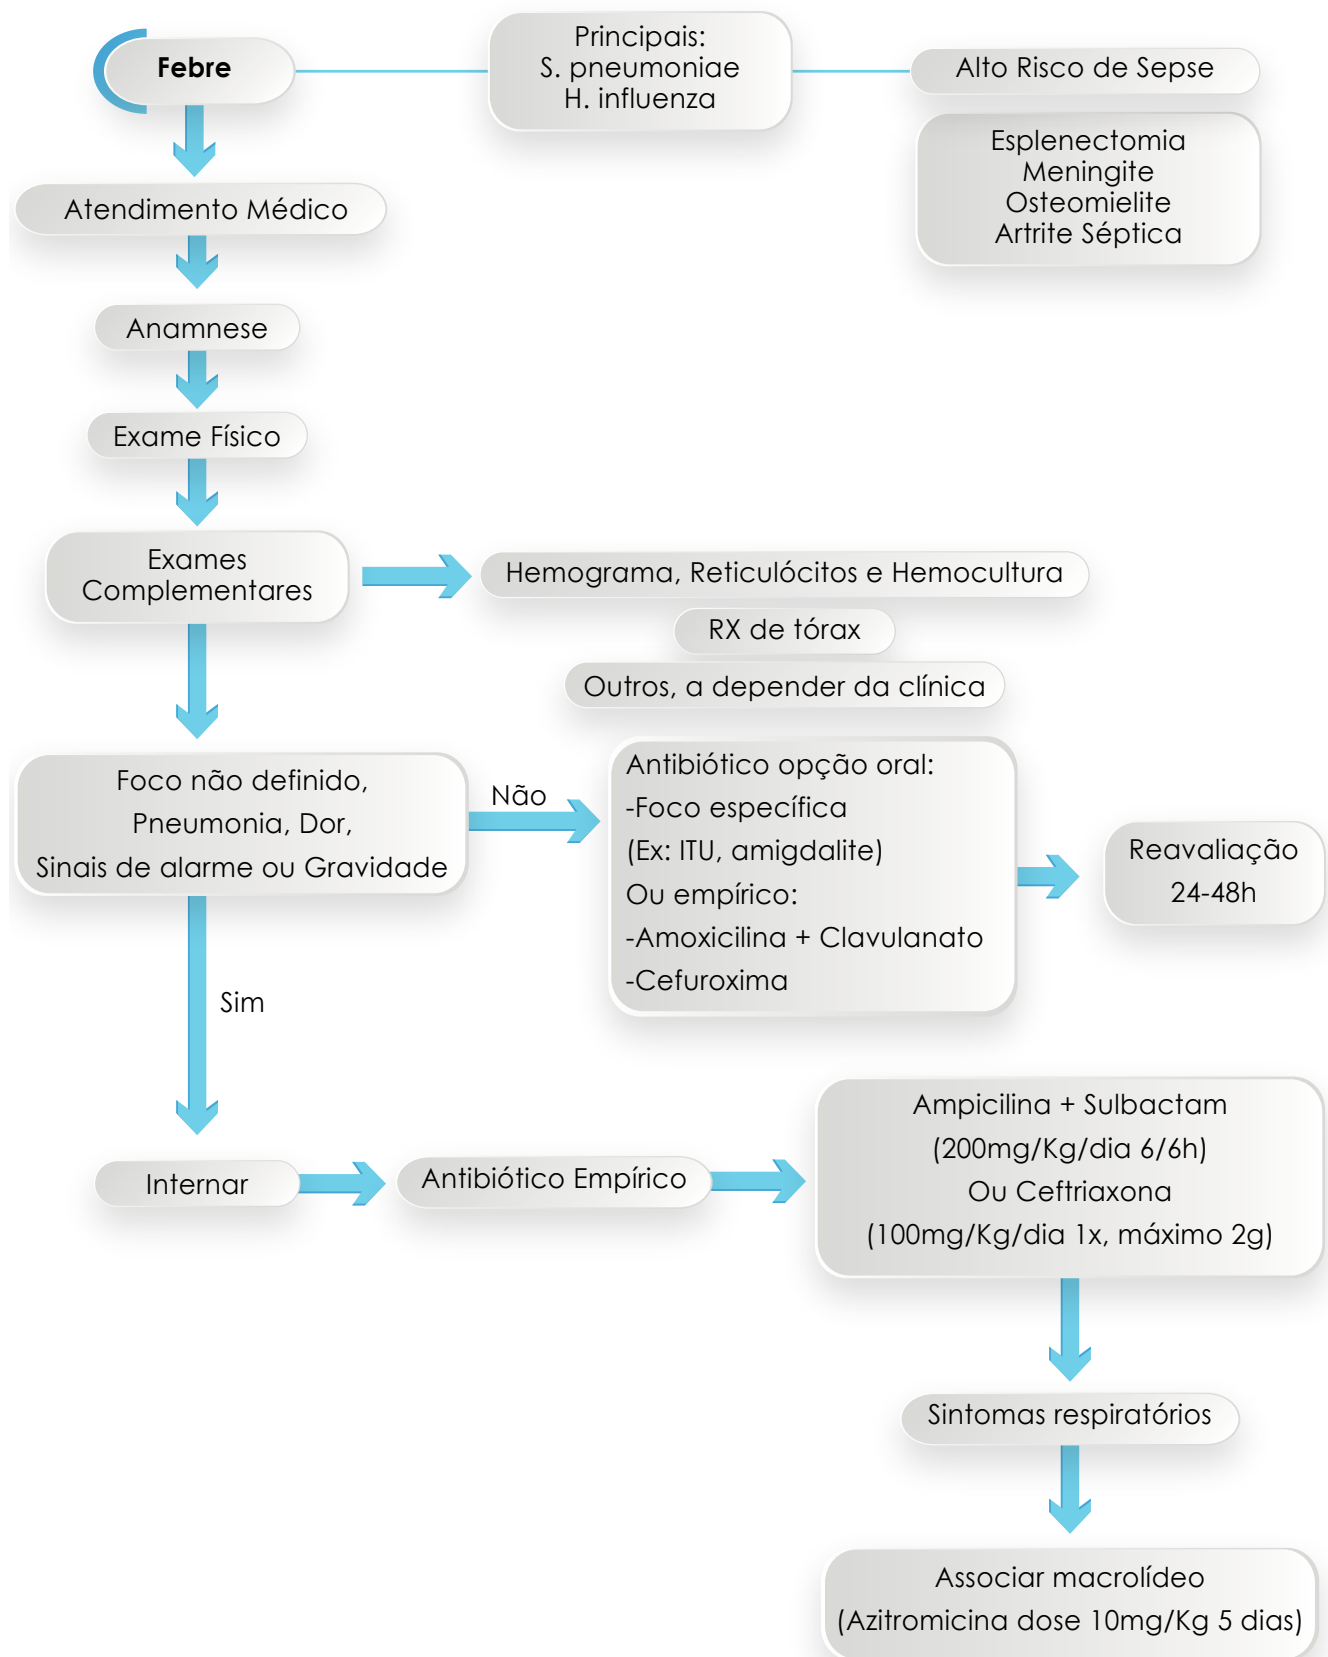 Febre
Principais:
S. pneumoniae
H. influenza
Alto Risco de Sepse
Esplenectomia
Meningite
Osteomielite
Artrite Séptica
Atendimento Médico
Anamnese
Exame Físico
Exames
Complementares
Hemograma, Reticulócitos e Hemocultura
RX de tórax
Outros, a depender da clínica
Foco não definido,
Pneumonia, Dor,
Sinais de alarme ou Gravidade
Não
Antibiótico opção oral:
-Foco específica
(Ex: ITU, amigdalite)
Ou empírico:
-Amoxicilina + Clavulanato
-Cefuroxima
Reavaliação
24-48h
Sim
Internar
Antibiótico Empírico
Ampicilina + Sulbactam
(200mg/Kg/dia 6/6h)
Ou Ceftriaxona
(100mg/Kg/dia 1x, máximo 2g)
Sintomas respiratórios
Associar macrolídeo
(Azitromicina dose 10mg/Kg 5 dias)